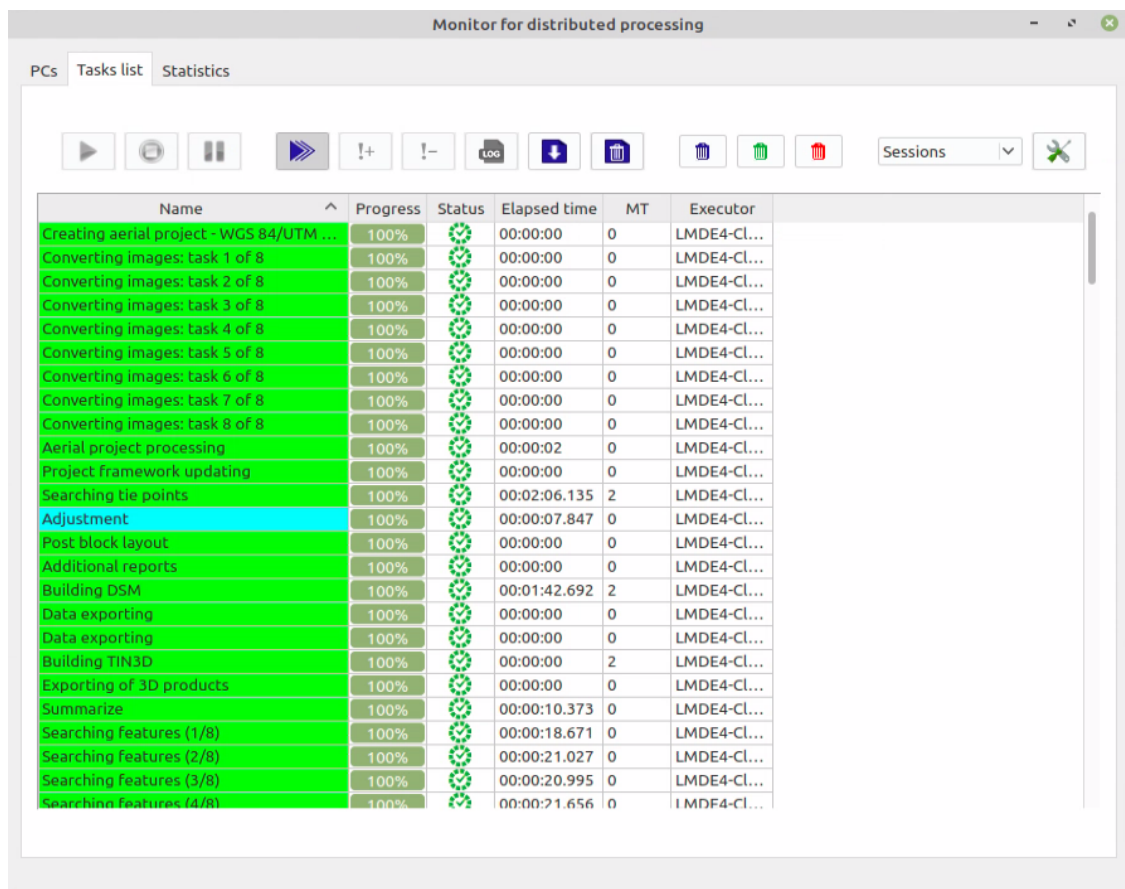 Monitor for distributed processing
PCs Tasks list Statistics
!+ !- LOG Sessions
Name Progress Status Elapsed time MT Executor
Creating aerial project - WGS 84/UTM ... 100% 00:00:00 0 LMDE4-Cl...
Converting images: task 1 of 8 100% 00:00:00 0 LMDE4-Cl...
Converting images: task 2 of 8 100% 00:00:00 0 LMDE4-Cl...
Converting images: task 3 of 8 100% 00:00:00 0 LMDE4-Cl...
Converting images: task 4 of 8 100% 00:00:00 0 LMDE4-Cl...
Converting images: task 5 of 8 100% 00:00:00 0 LMDE4-Cl...
Converting images: task 6 of 8 100% 00:00:00 0 LMDE4-Cl...
Converting images: task 7 of 8 100% 00:00:00 0 LMDE4-Cl...
Converting images: task 8 of 8 100% 00:00:00 0 LMDE4-Cl...
Aerial project processing 100% 00:00:02 0 LMDE4-Cl...
Project framework updating 100% 00:00:00 0 LMDE4-Cl...
Searching tie points 100% 00:02:06.135 2 LMDE4-Cl...
Adjustment 100% 00:00:07.847 0 LMDE4-Cl...
Post block layout 100% 00:00:00 0 LMDE4-Cl...
Additional reports 100% 00:00:00 0 LMDE4-Cl...
Building DSM 100% 00:01:42.692 2 LMDE4-Cl...
Data exporting 100% 00:00:00 0 LMDE4-Cl...
Data exporting 100% 00:00:00 0 LMDE4-Cl...
Building TIN3D 100% 00:00:00 2 LMDE4-Cl...
Exporting of 3D products 100% 00:00:00 0 LMDE4-Cl...
Summarize 100% 00:00:10.373 0 LMDE4-Cl...
Searching features (1/8) 100% 00:00:18.671 0 LMDE4-Cl...
Searching features (2/8) 100% 00:00:21.027 0 LMDE4-Cl...
Searching features (3/8) 100% 00:00:20.995 0 LMDE4-Cl...
Searching features (4/8) 100% 00:00:21.656 0 LMDE4-Cl...